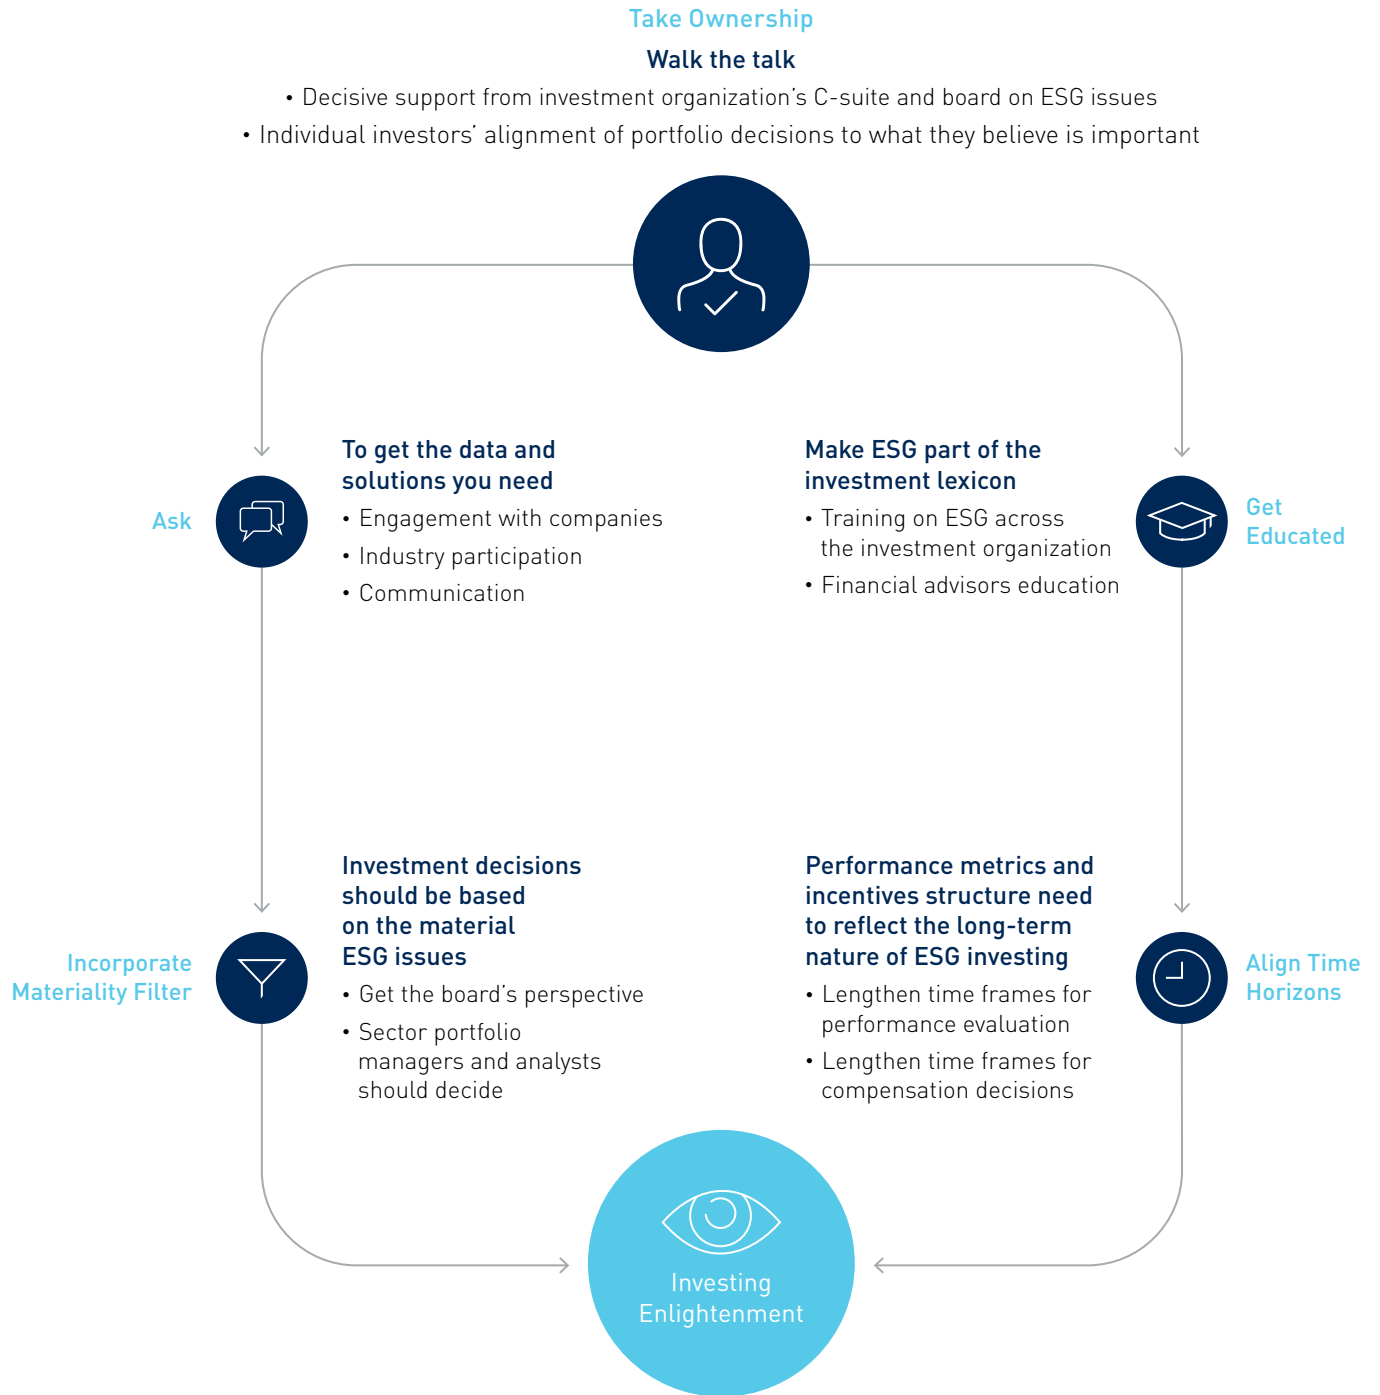 Take Ownership
Walk the talk
• Decisive support from investment organization’s C-suite and board on ESG issues
• Individual investors’ alignment of portfolio decisions to what they believe is important
Ask
To get the data and
solutions you need
• Engagement with companies
• Industry participation
• Communication
Make ESG part of the
investment lexicon
• Training on ESG across
the investment organization
• Financial advisors education
Get
Educated
Incorporate
Materiality Filter
Investment decisions
should be based
on the material
ESG issues
• Get the board’s perspective
• Sector portfolio
managers and analysts
should decide
Performance metrics and
incentives structure need
to reflect the long-term
nature of ESG investing
• Lengthen time frames for
performance evaluation
• Lengthen time frames for
compensation decisions
Align Time
Horizons
Investing
Enlightenment